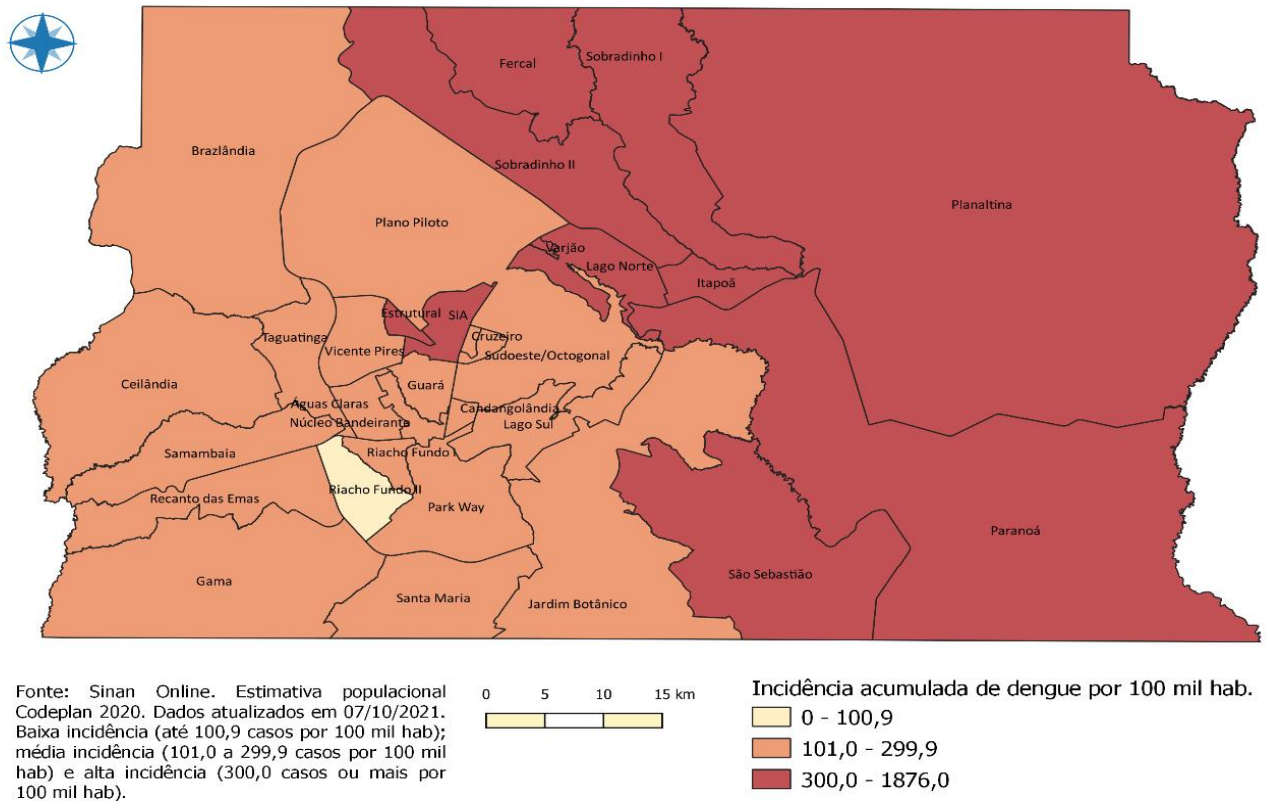 Fercal
Sobradinho I
Brazlândia
Sobradinho II
Planaltina
Plano Piloto
Varjão
Lago Norte
Itapoã
Estrutural
SIA
Taguatinga
Cruzeiro
Vicente Pires
Sudoeste/Octogonal
Ceilândia
Guará
Águas Claras
Candangolândia
Núcleo Bandeirante
Lago Sul
Samambaia
Riacho Fundo I
Riacho Fundo II
Recanto das Emas
Park Way
Paranoá
Gama
São Sebastião
Santa Maria
Jardim Botânico
Fonte: Sinan Online. Estimativa populacional
Codeplan 2020. Dados atualizados em 07/10/2021.
Baixa incidência (até 100,9 casos por 100 mil hab);
média incidência (101,0 a 299,9 casos por 100 mil
hab) e alta incidência (300,0 casos ou mais por
100 mil hab).
0 5 10 15 km
Incidência acumulada de dengue por 100 mil hab.
0 - 100,9
101,0 - 299,9
300,0 - 1876,0